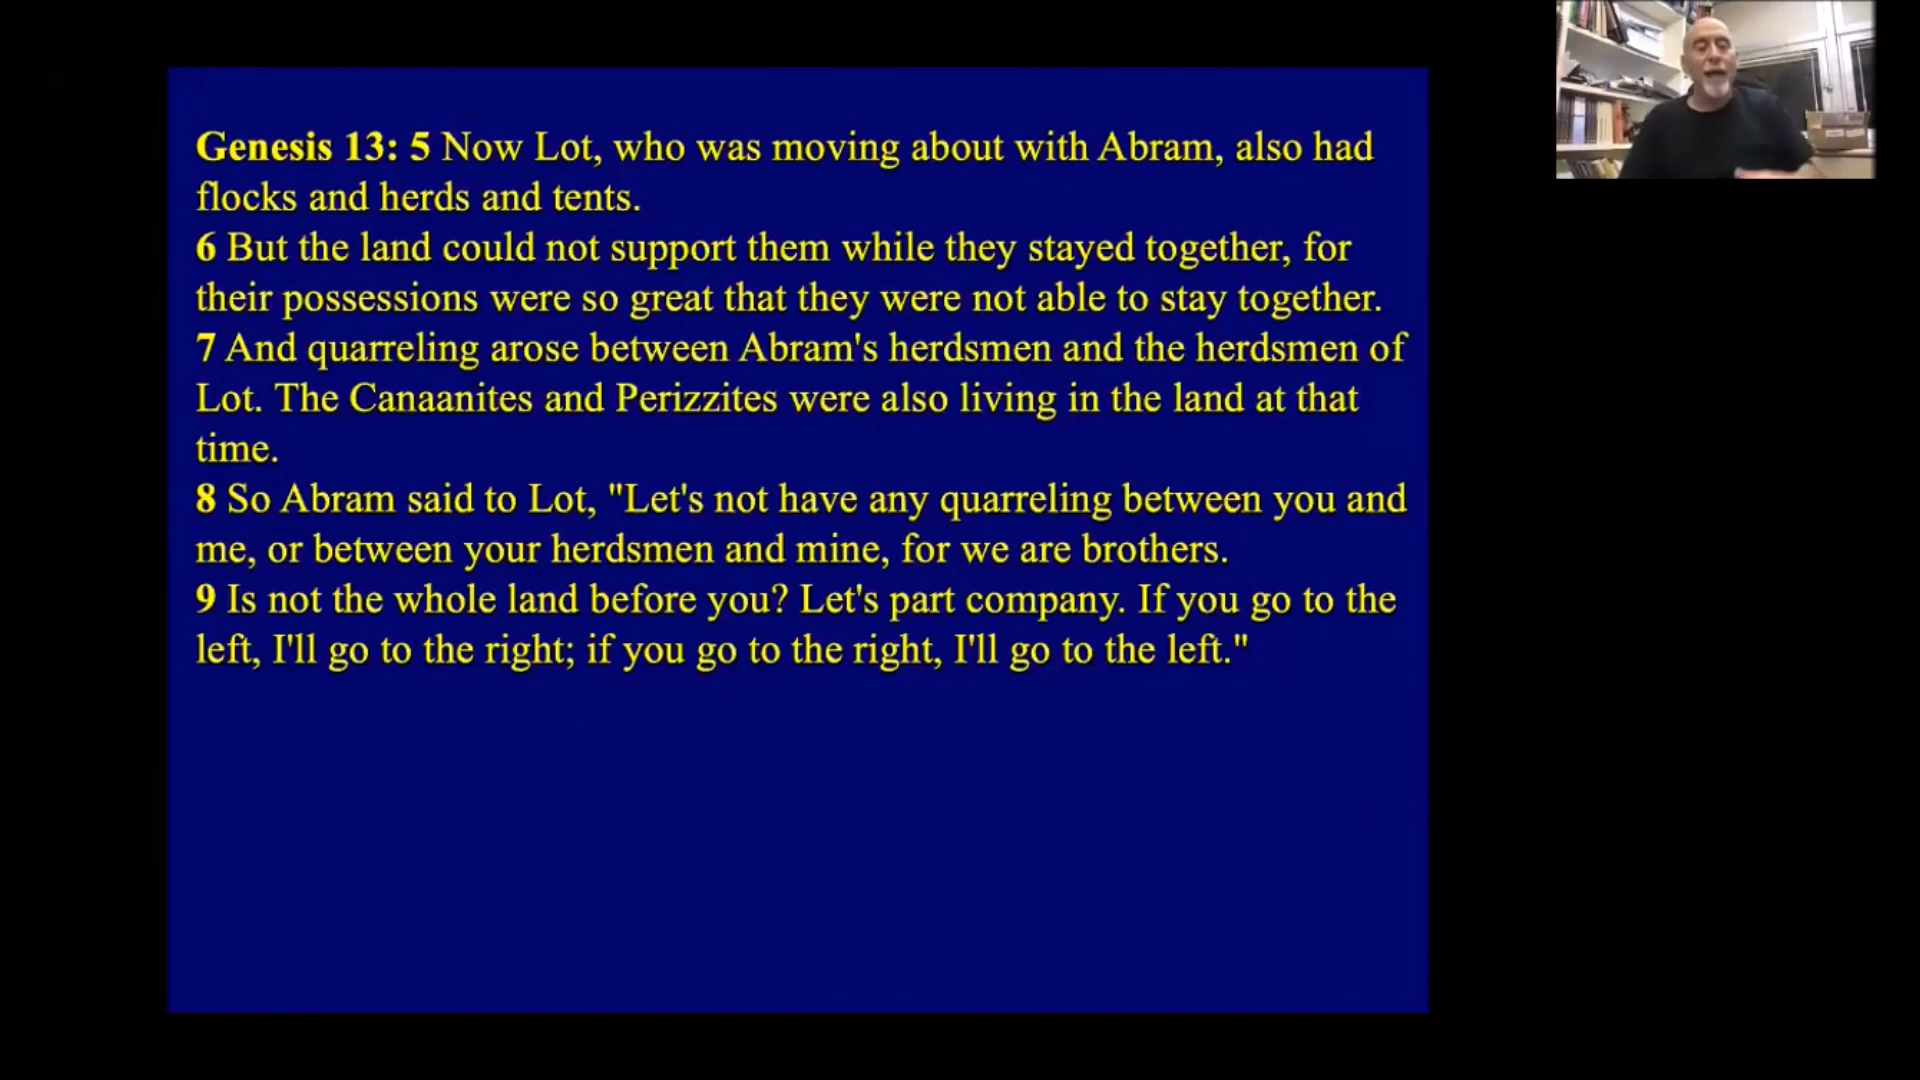 Genesis 13: 5 Now Lot, who was moving about with Abram, also had
flocks and herds and tents.
6 But the land could not support them while they stayed together, for
their possessions were so great that they were not able to stay together.
7 And quarreling arose between Abram's herdsmen and the herdsmen of
Lot. The Canaanites and Perizzites were also living in the land at that
time.
8 So Abram said to Lot, "Let's not have any quarreling between you and
me, or between your herdsmen and mine, for we are brothers.
9 Is not the whole land before you? Let's part company. If you go to the
left, I'll go to the right; if you go to the right, I'll go to the left."